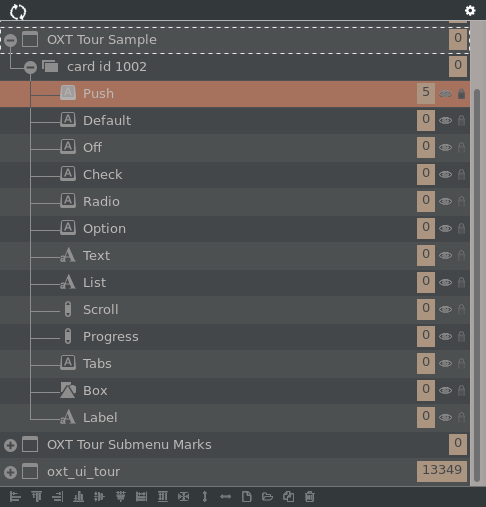 OXT Tour Sample 0
card id 1002 0
Push 5
Default 0
Off 0
Check 0
Radio 0
Option 0
Text 0
List 0
Scroll 0
Progress 0
Tabs 0
Box 0
Label 0
OXT Tour Submenu Marks 0
oxt_ui_tour 13349